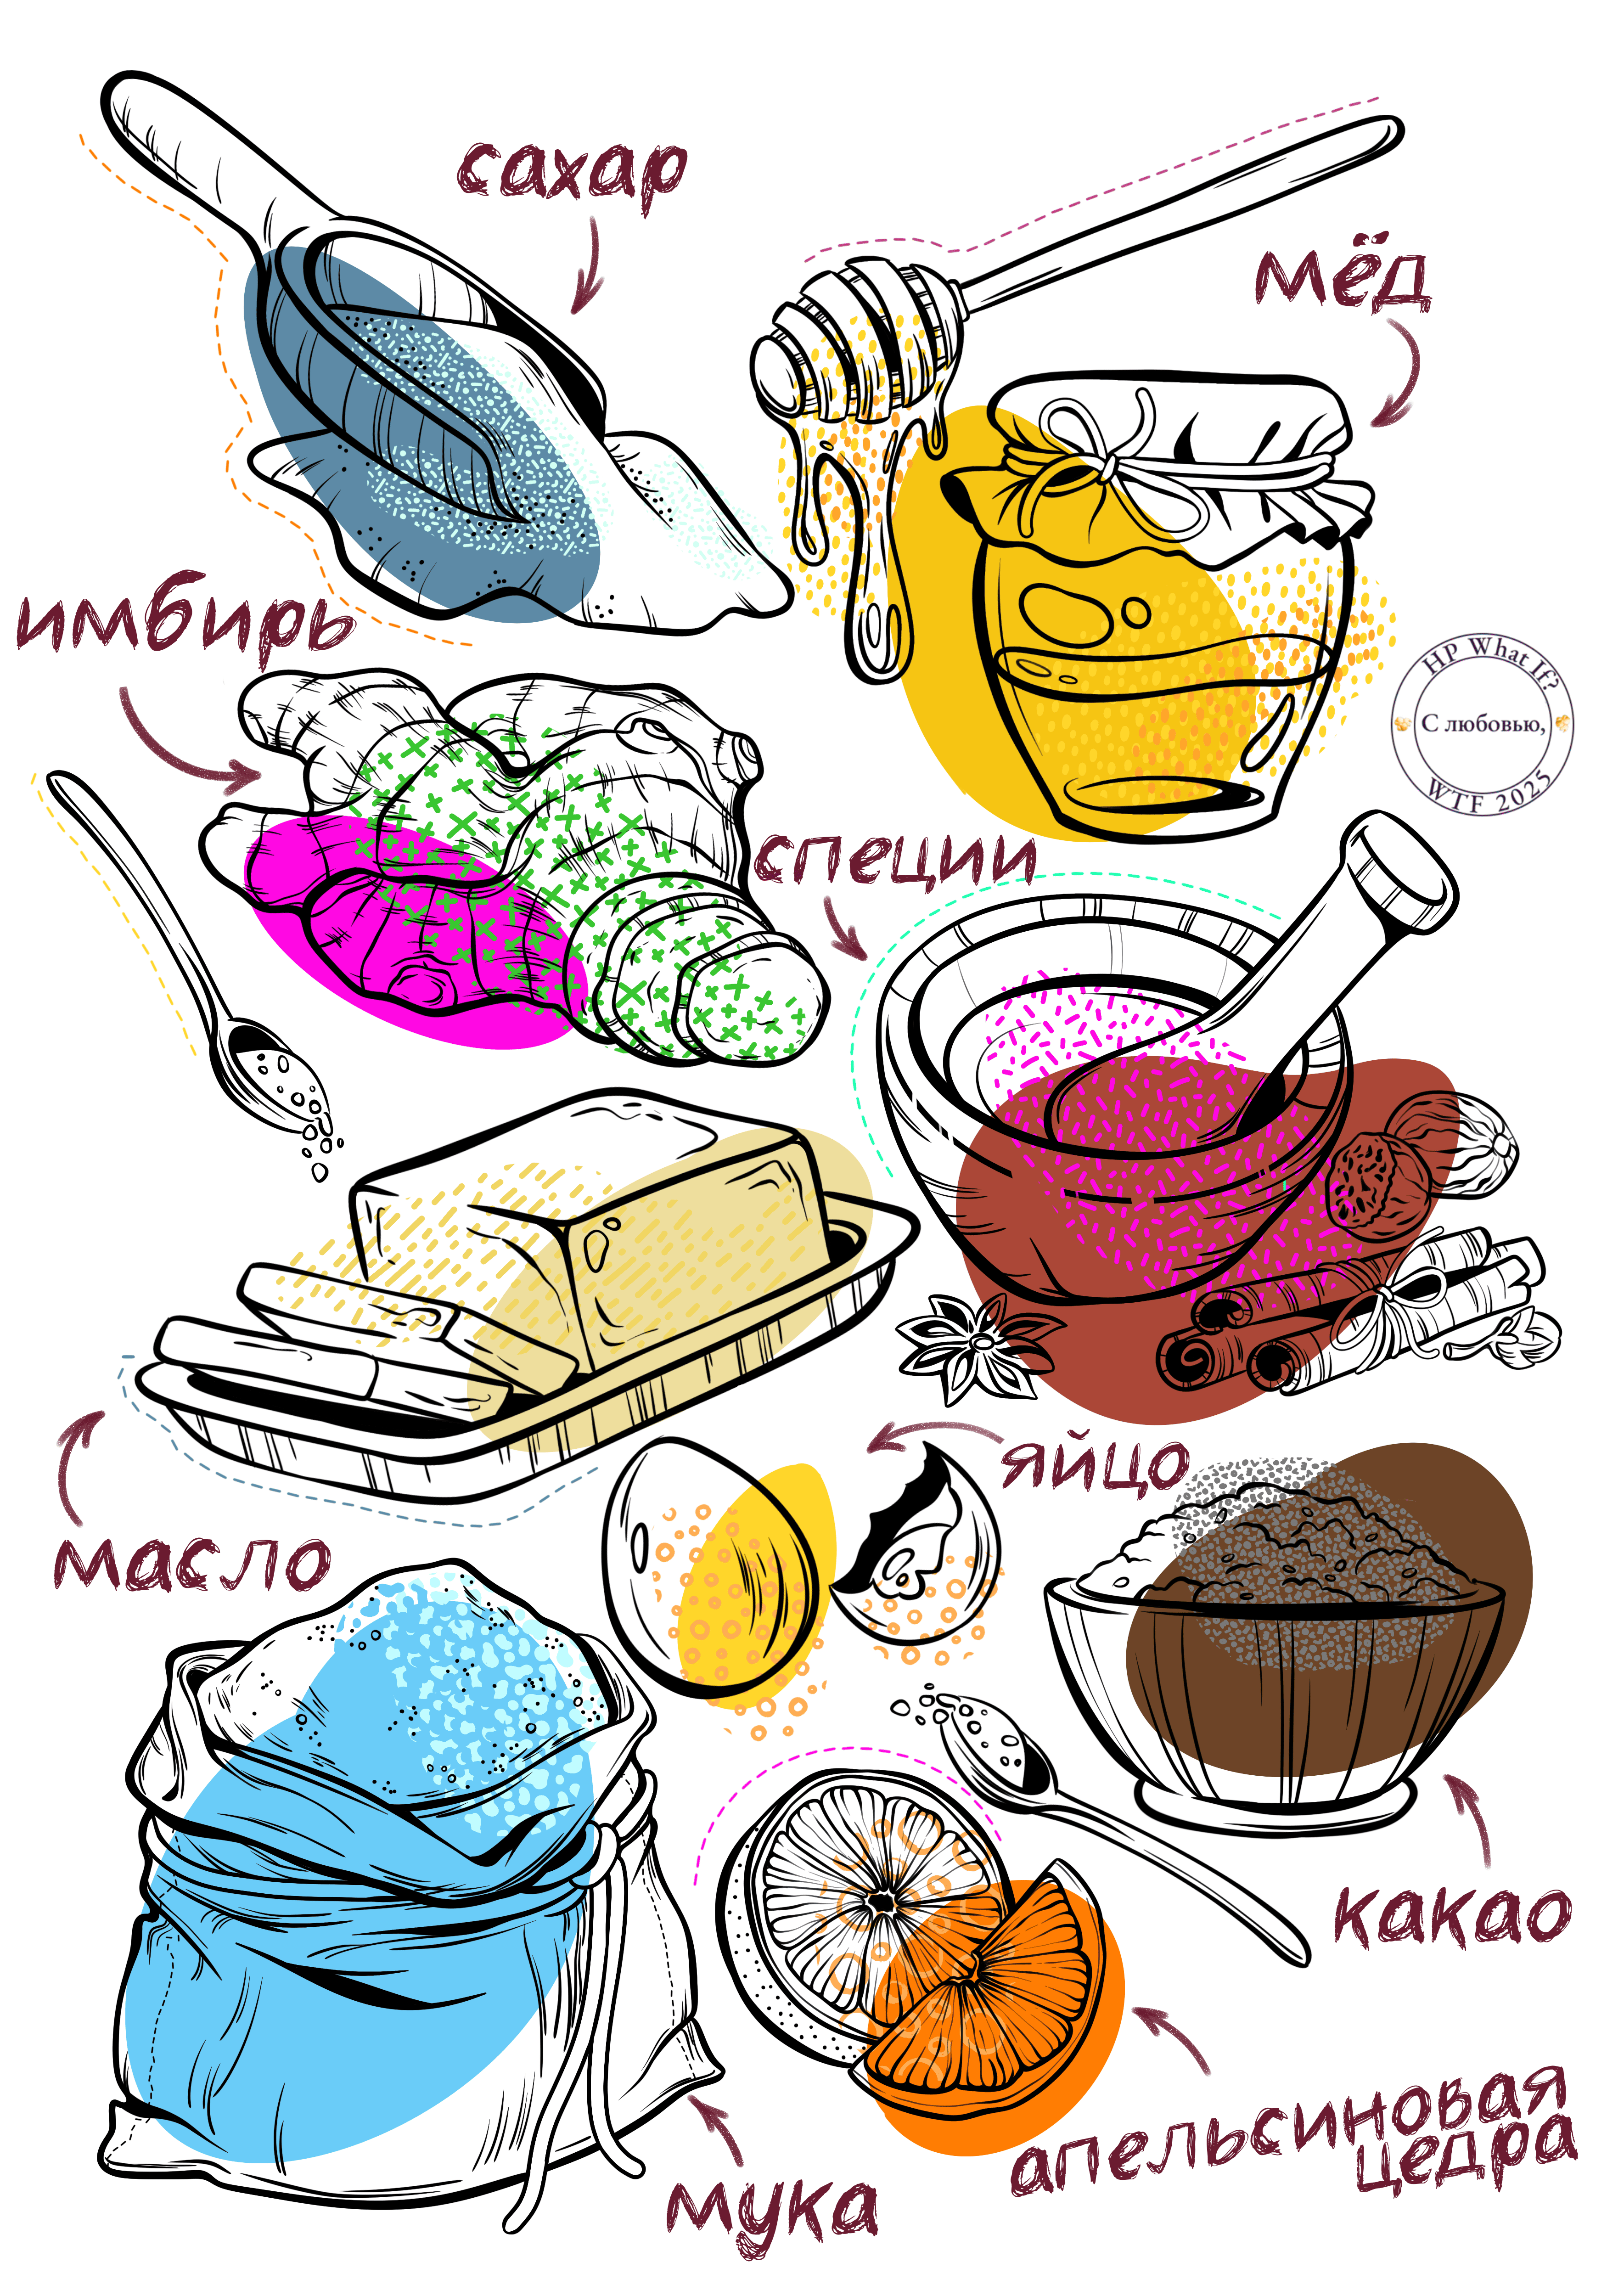 сахар
мёд
имбирь
HP What If?
С любовью,
WTF 2025
специи
яйцо
масло
какао
апельсиновая
цедра
мука